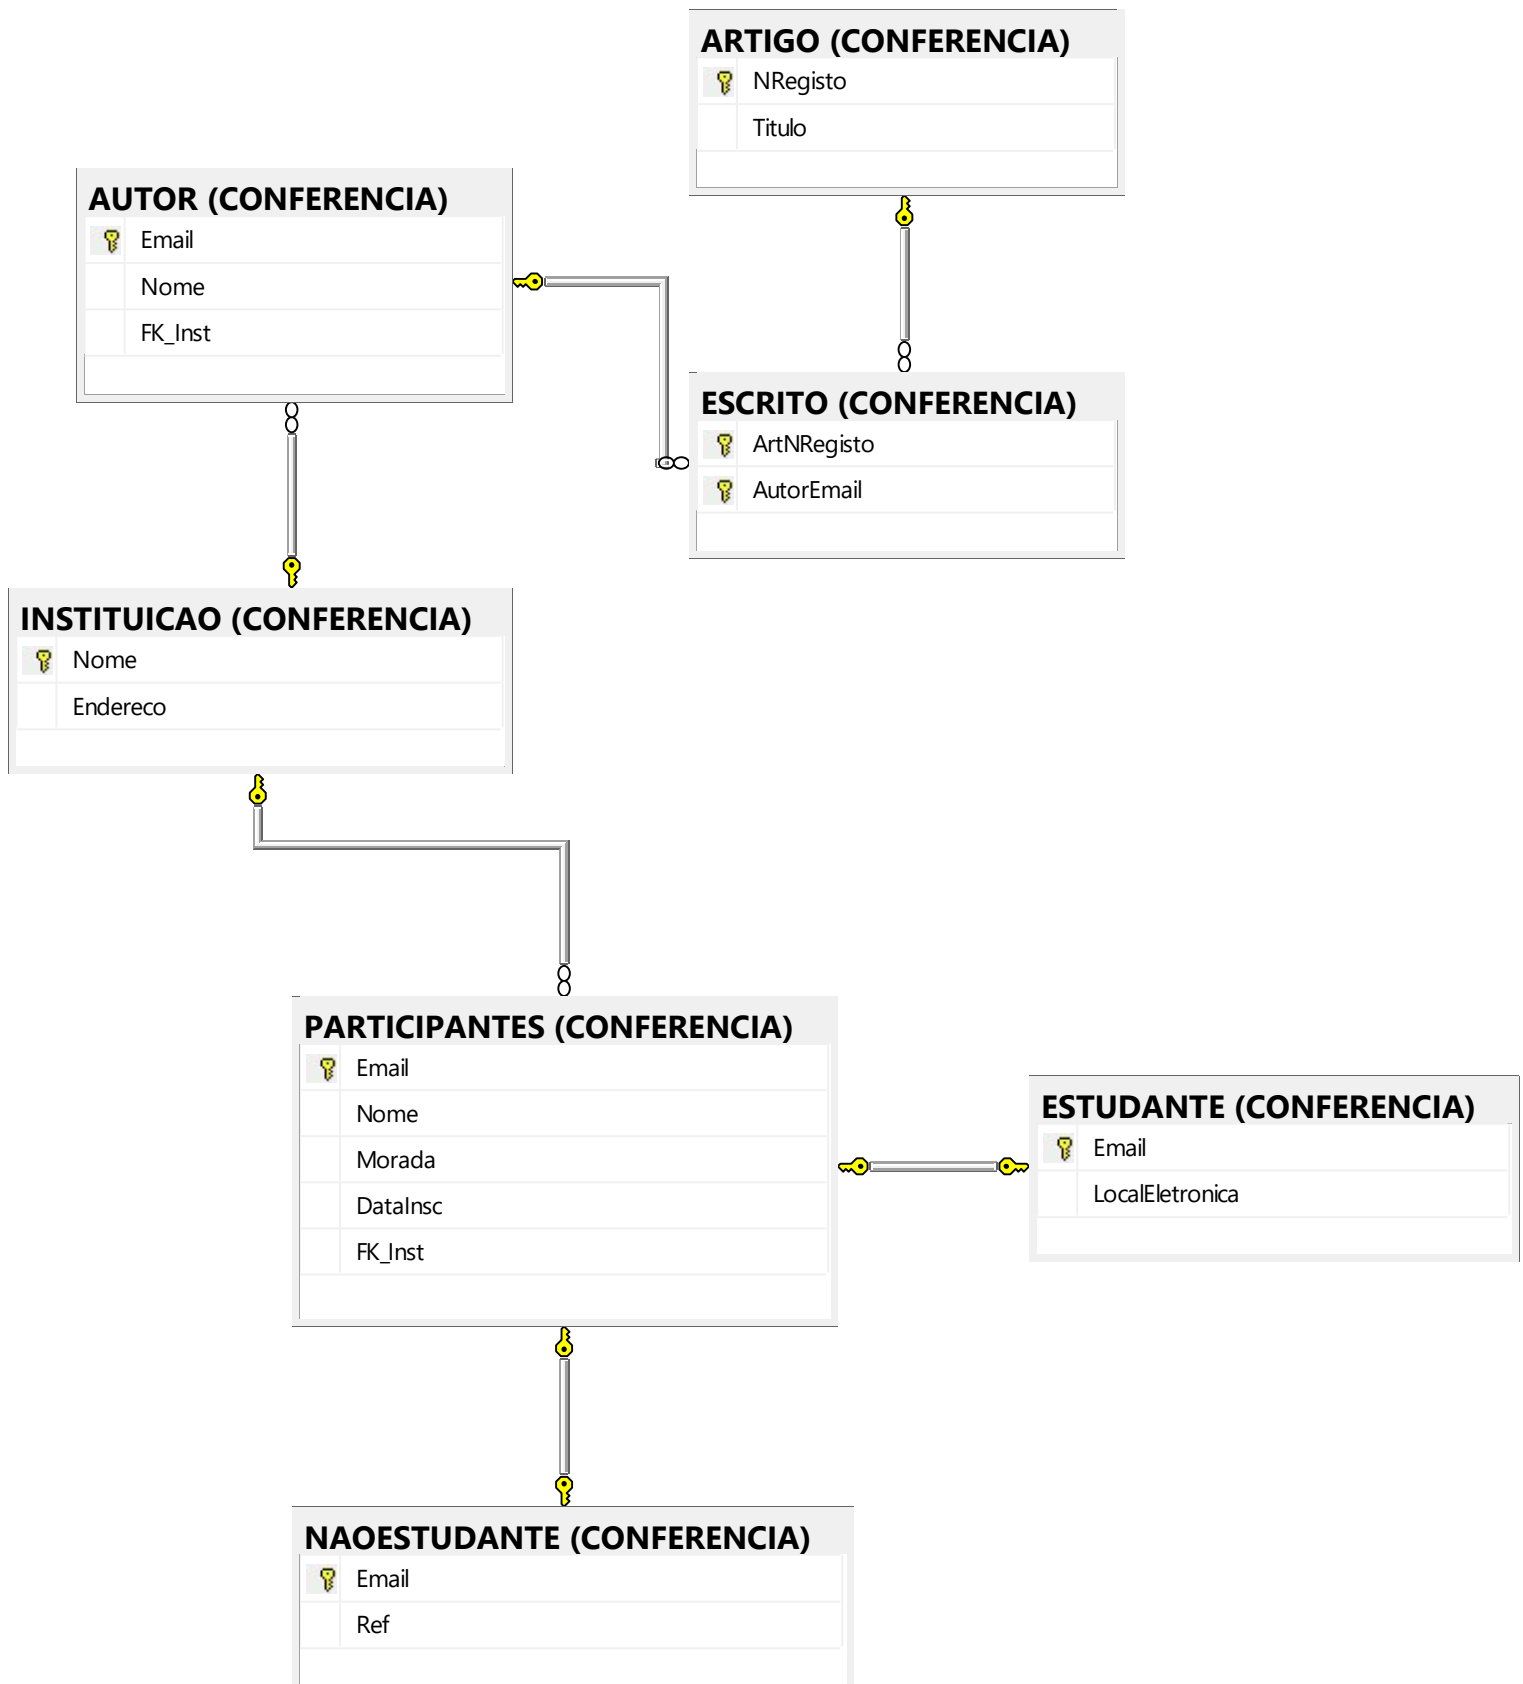 ARTIGO (CONFERENCIA)
NRegisto
Titulo
AUTOR (CONFERENCIA)
Email
Nome
FK_Inst
ESCRITO (CONFERENCIA)
ArtNRegisto
AutorEmail
INSTITUICAO (CONFERENCIA)
Nome
Endereco
PARTICIPANTES (CONFERENCIA)
Email
Nome
Morada
DataInsc
FK_Inst
ESTUDANTE (CONFERENCIA)
Email
LocalEletronica
NAOESTUDANTE (CONFERENCIA)
Email
Ref